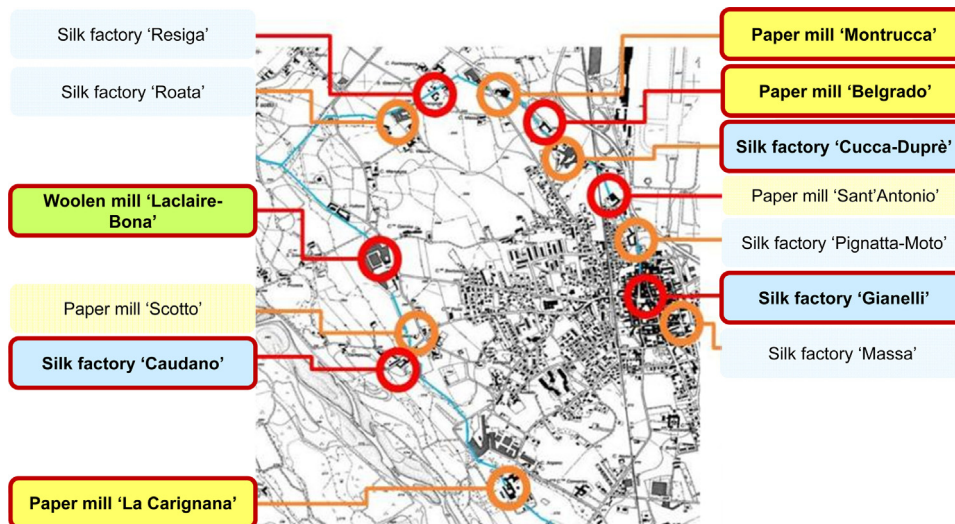 Silk factory ‘Resiga’
Silk factory ‘Roata’
Woolen mill ‘Laclaire-
Bona’
Paper mill ‘Scotto’
Silk factory ‘Caudano’
Paper mill ‘La Carignana’
Paper mill ‘Montrucca’
Paper mill ‘Belgrado’
Silk factory ‘Cucca-Duprè’
Paper mill ‘Sant’Antonio’
Silk factory ‘Pignatta-Moto’
Silk factory ‘Gianelli’
Silk factory ‘Massa’